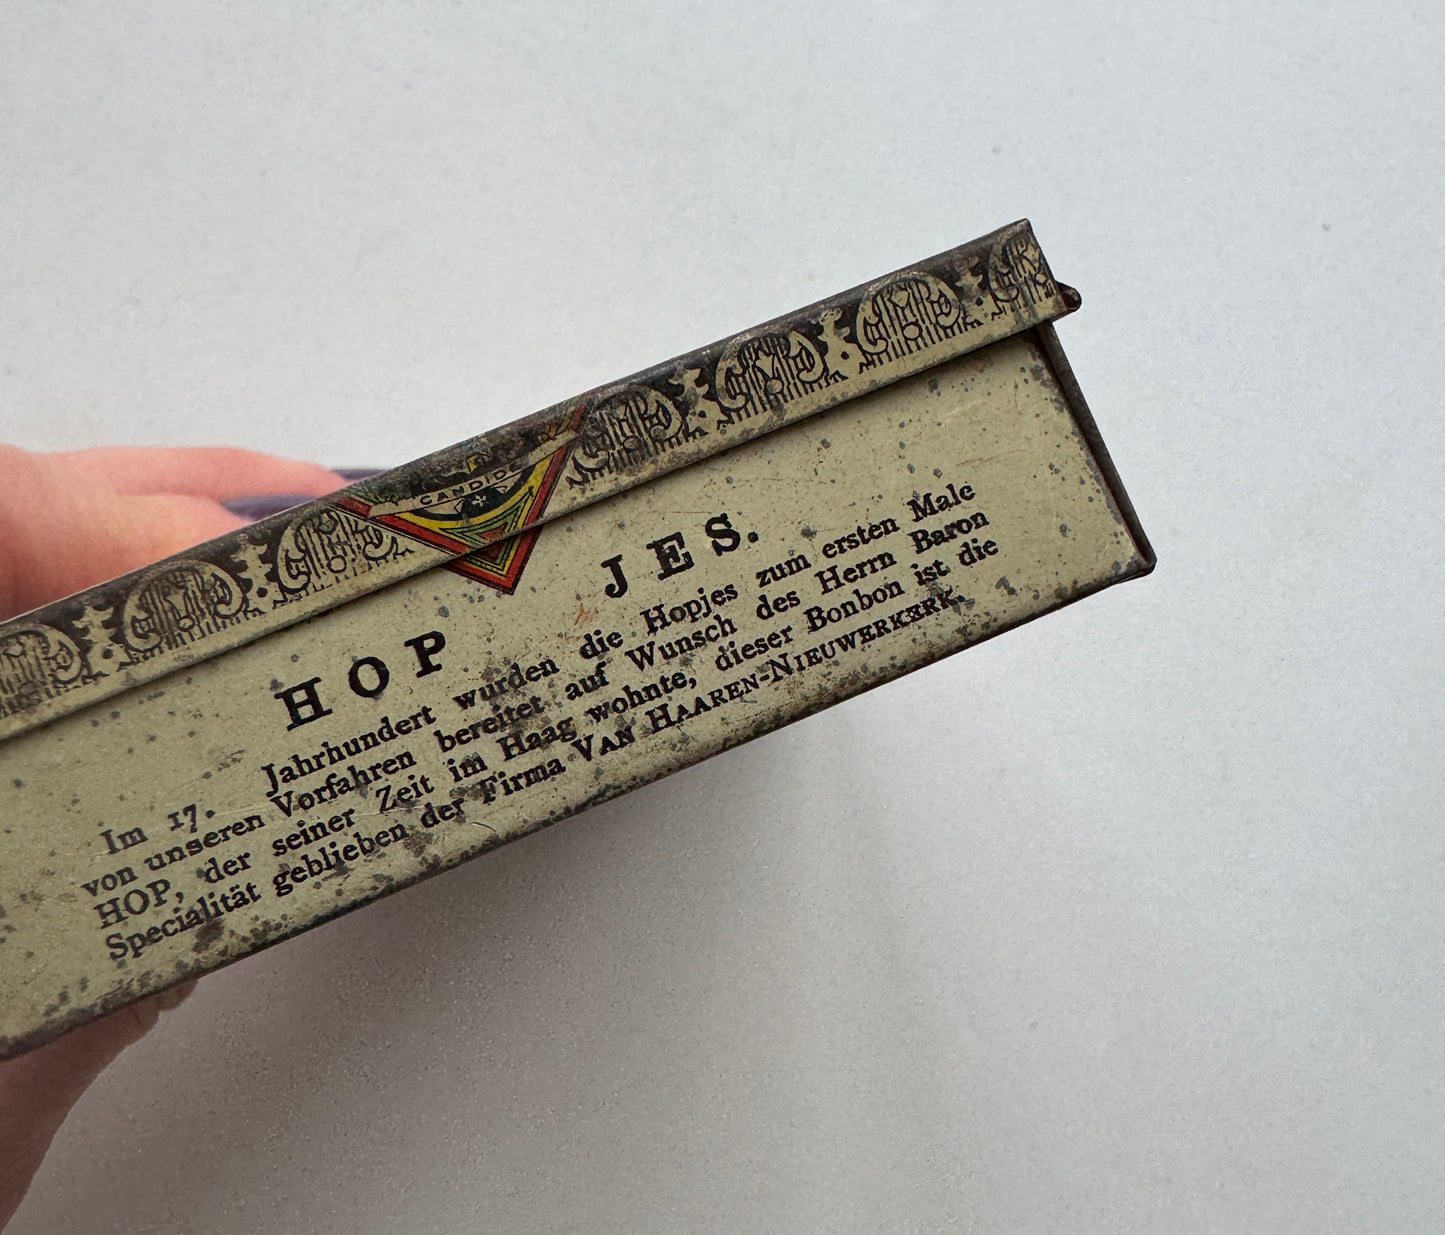 CANDIDE
HOP JES.
Im 17. Jahrhundert wurden die Hopjes zum ersten Male
von unseren Vorfahren bereitet auf Wunsch des Herrn Baron
HOP, der seiner Zeit im Haag wohnte, dieser Bonbon ist die
Specialität geblieben der Firma VAN HAAREN-NIEUWERKERK.